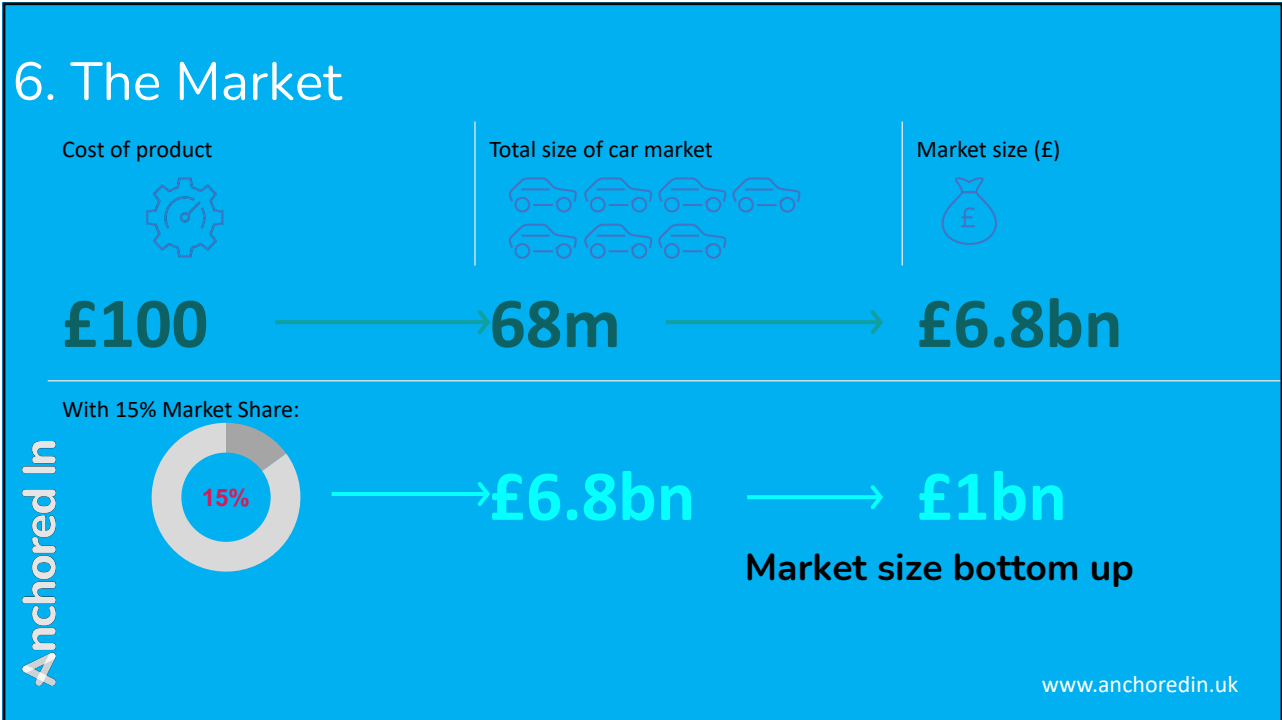 6. The Market
Cost of product
Total size of car market
Market size (£)
£
£100
68m
£6.8bn
With 15% Market Share:
15%
£6.8bn
£1bn
Market size bottom up
Anchored In
www.anchoredin.uk